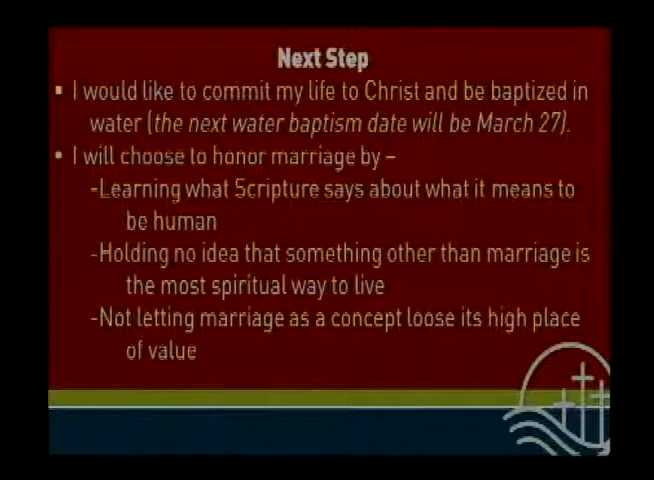 Next Step
▪ I would like to commit my life to Christ and be baptized in
water (the next water baptism date will be March 27).
• I will choose to honor marriage by –
-Learning what Scripture says about what it means to
be human
-Holding no idea that something other than marriage is
the most spiritual way to live
-Not letting marriage as a concept loose its high place
of value